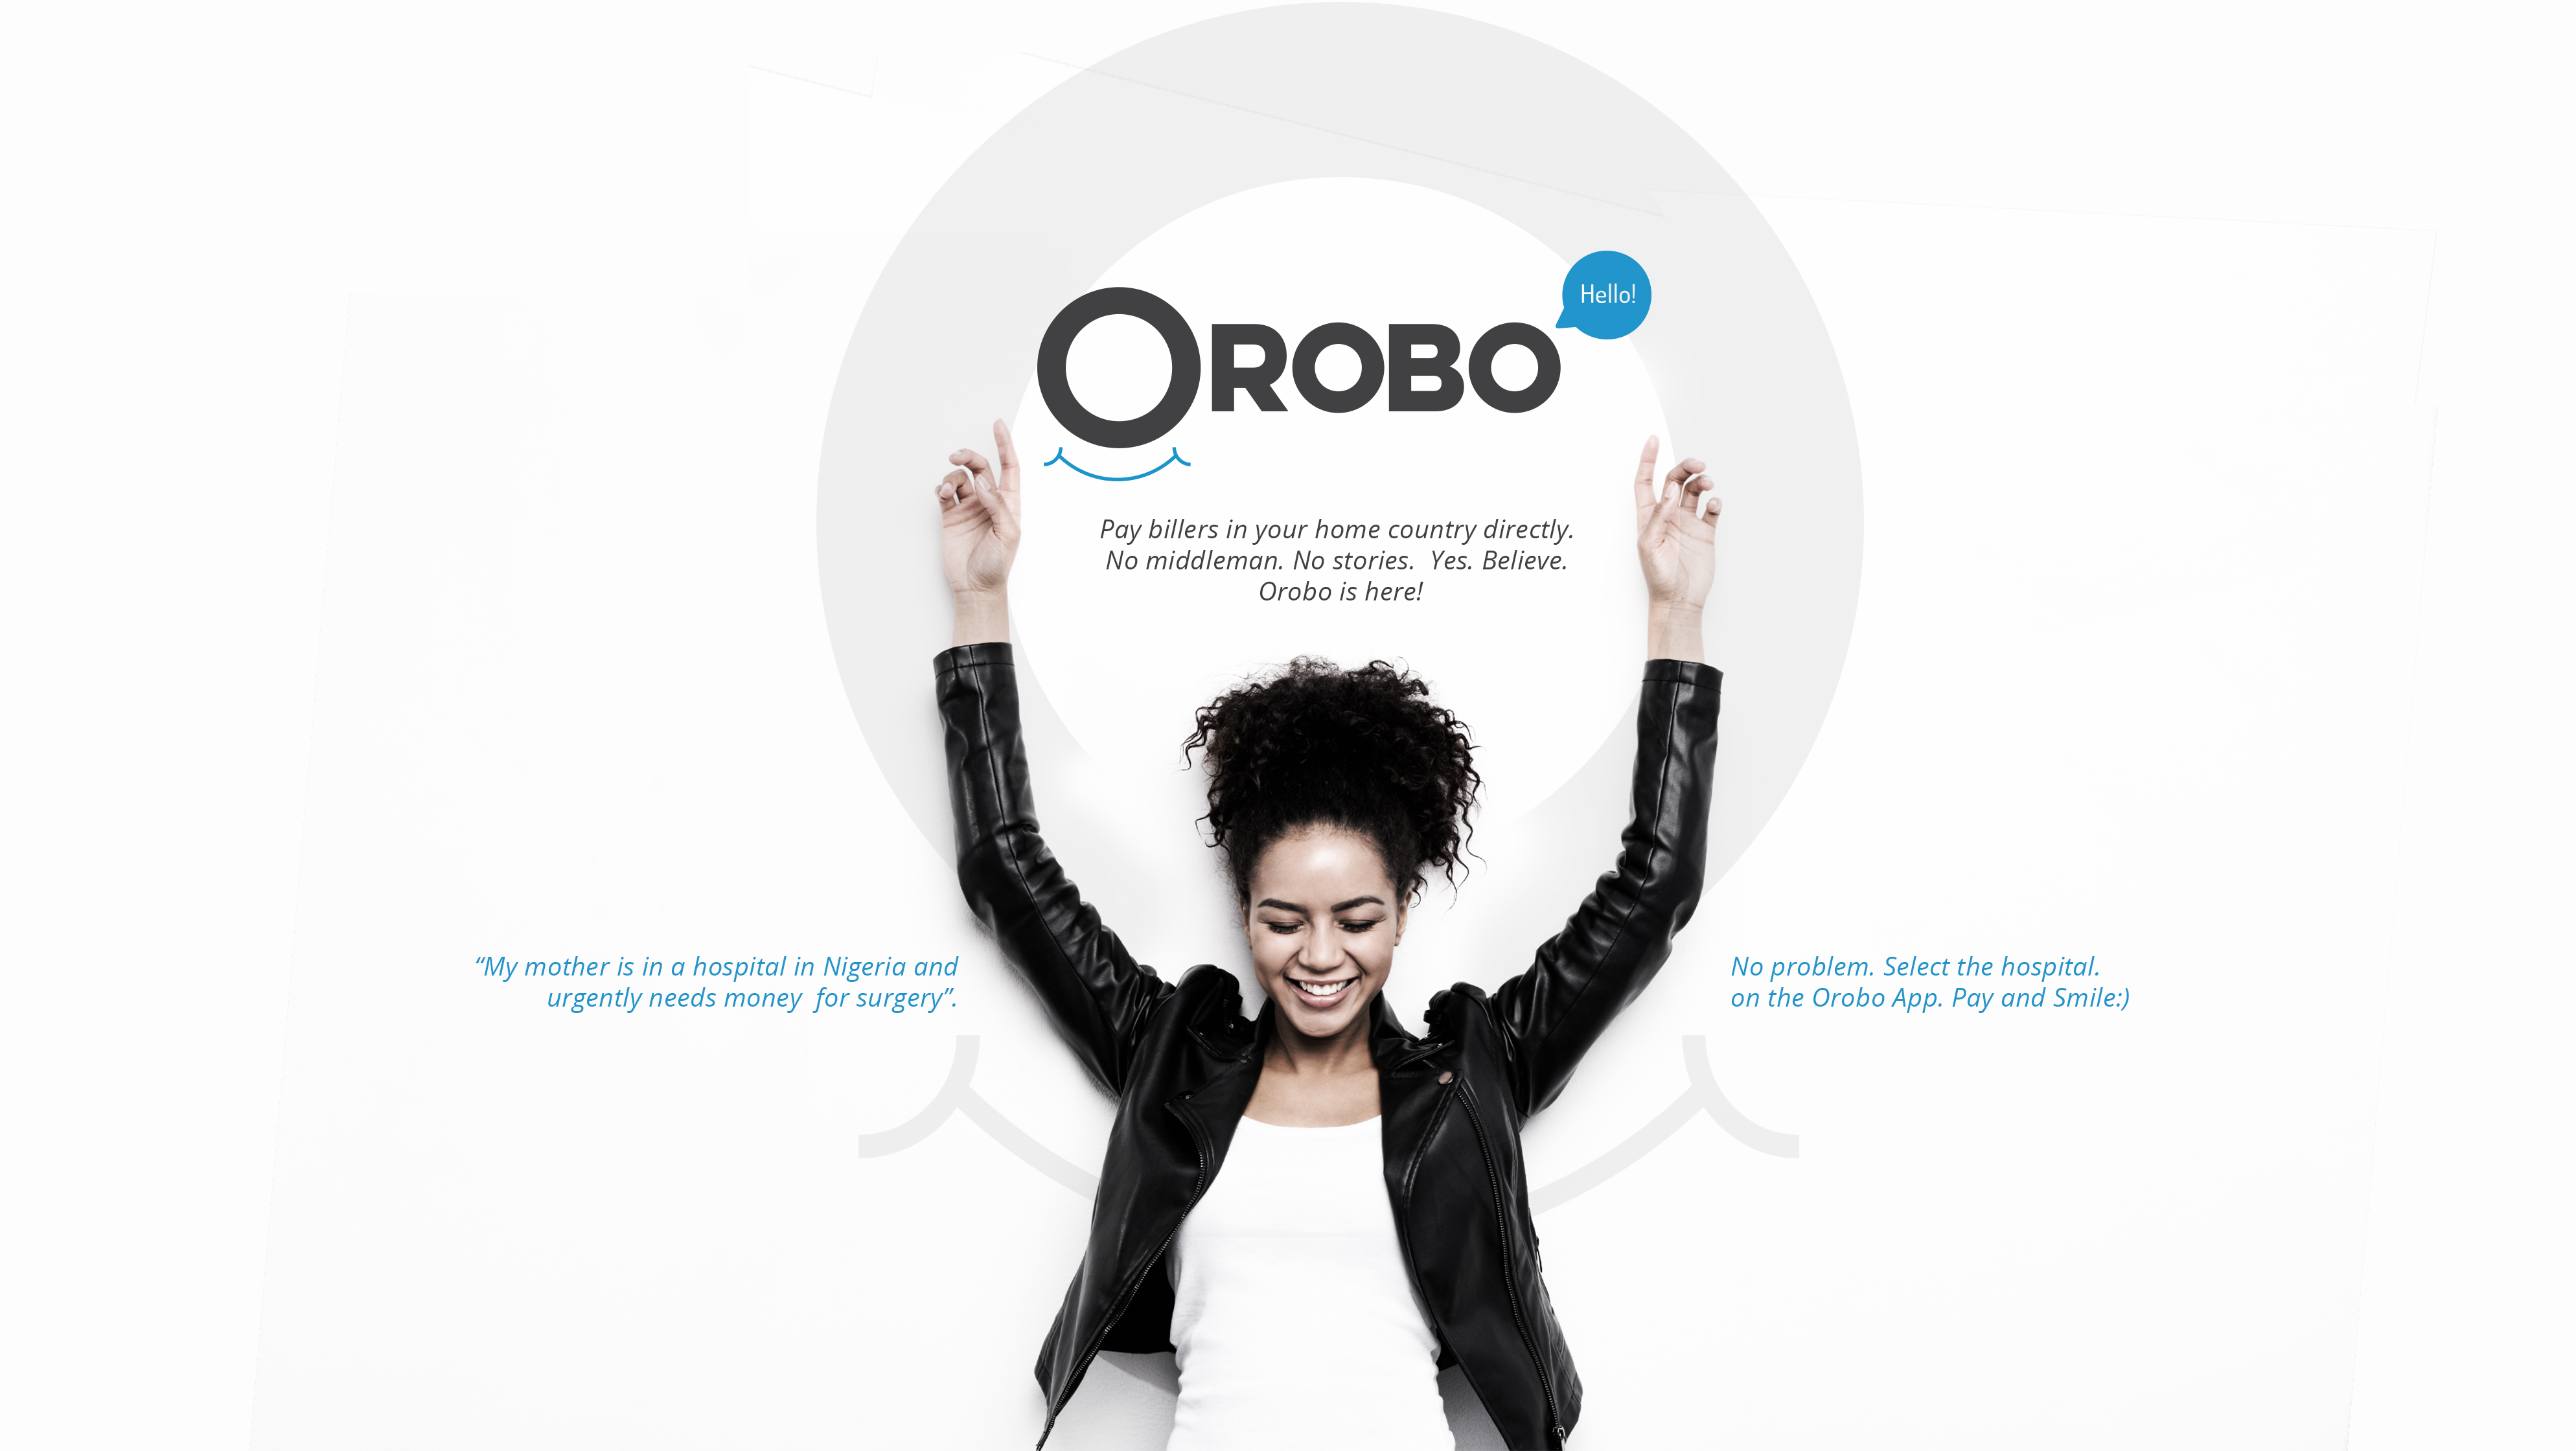 Hello!
OROBO
Pay billers in your home country directly.
No middleman. No stories.  Yes. Believe.
Orobo is here!
“My mother is in a hospital in Nigeria and
urgently needs money  for surgery”.
No problem. Select the hospital.
on the Orobo App. Pay and Smile:)